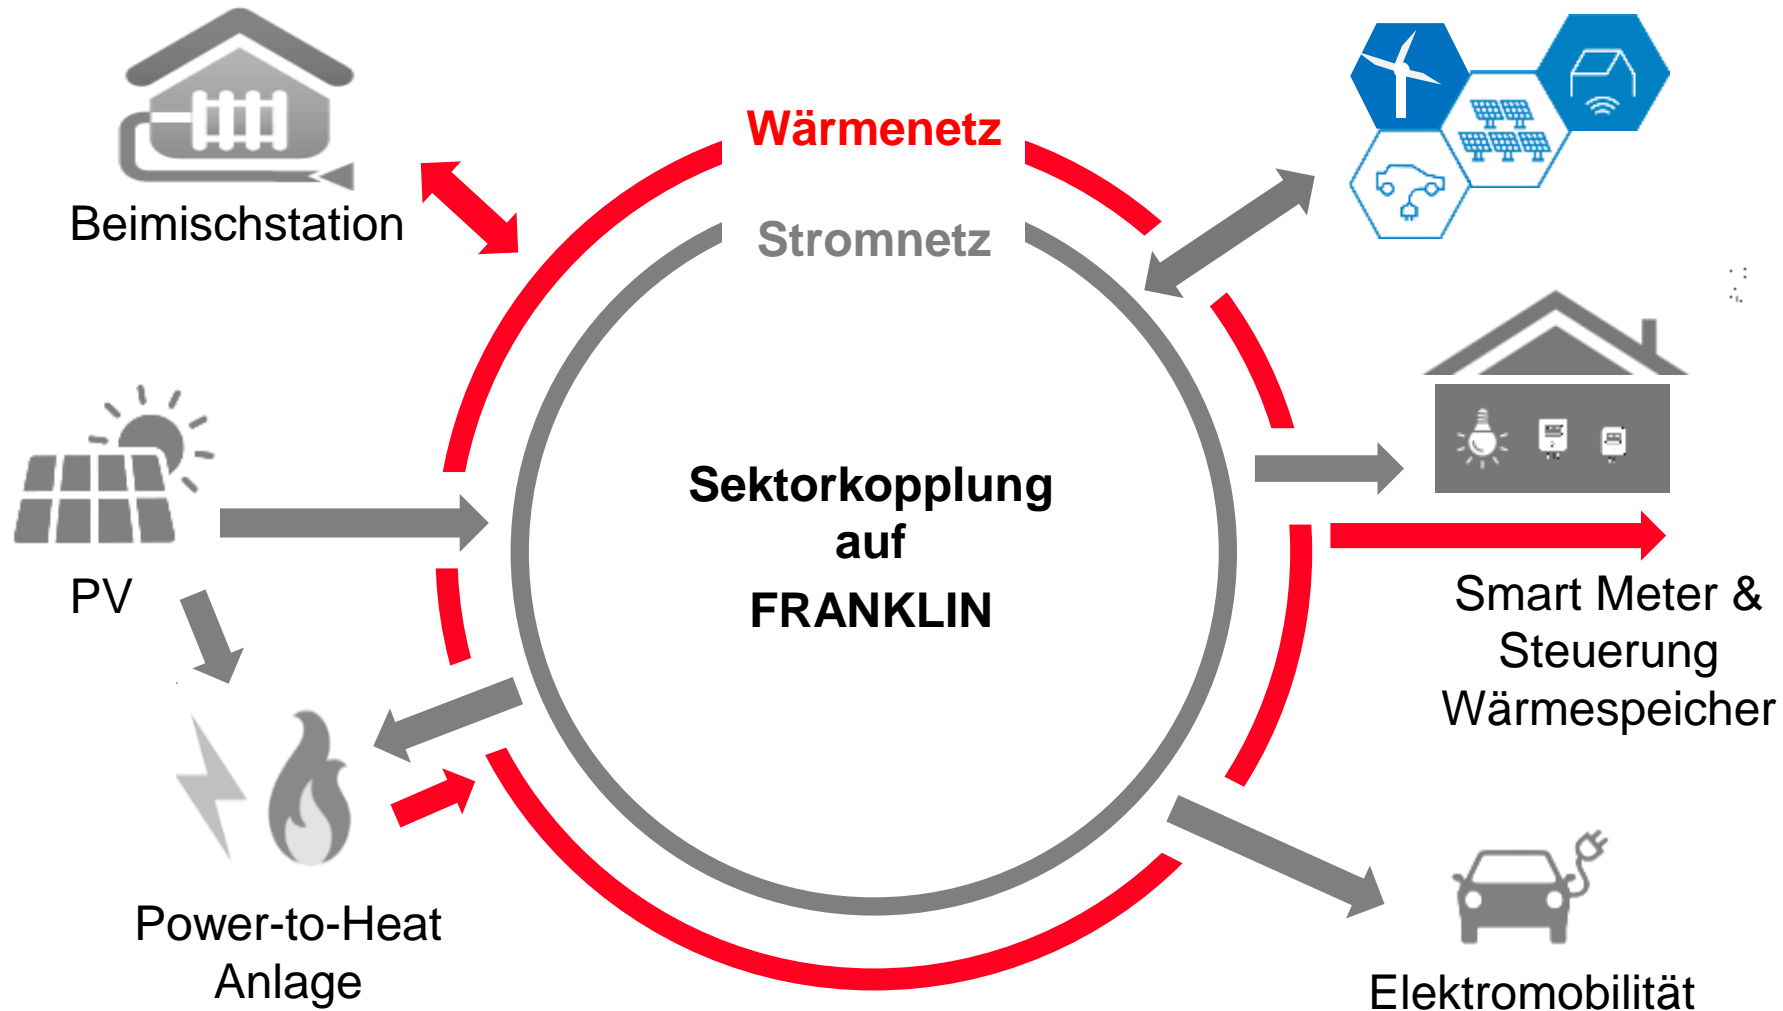 Wärmenetz
Stromnetz
Beimischstation
Sektorkopplung
auf
FRANKLIN
PV
Smart Meter &
Steuerung
Wärmespeicher
Power-to-Heat
Anlage
Elektromobilität